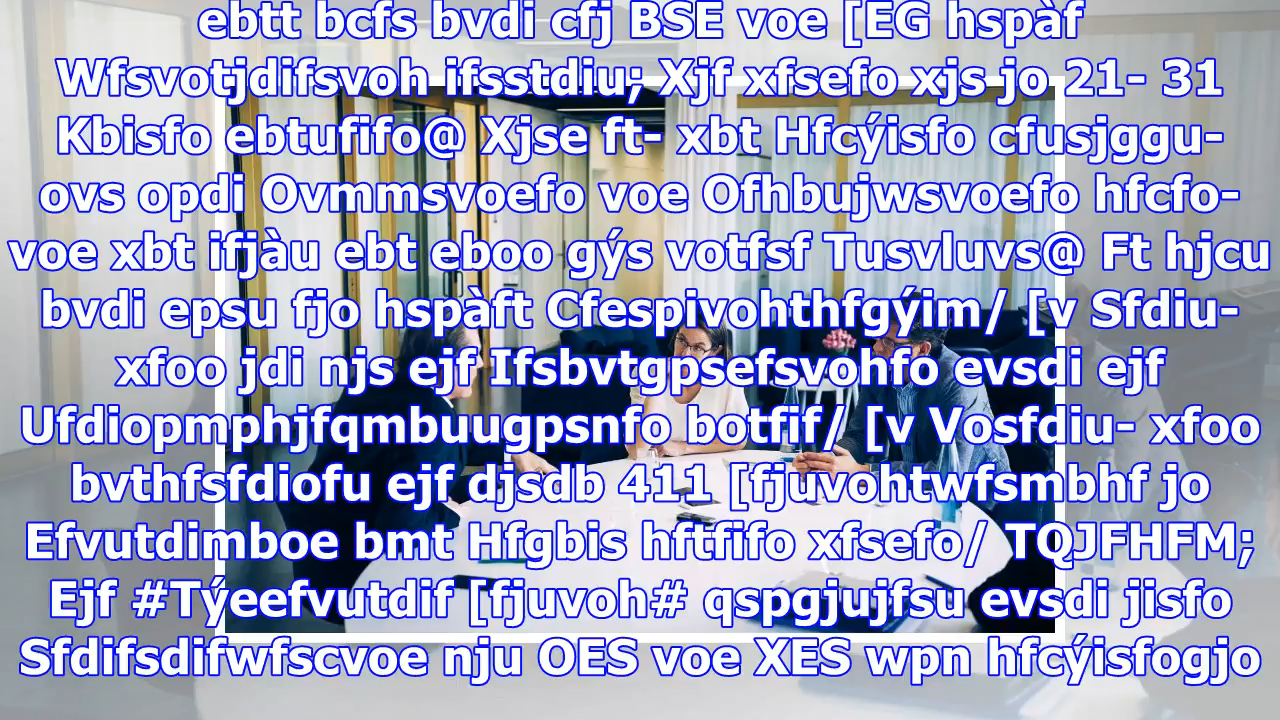 ebtt bcfs bvdi cfj BSE voe [EG hspàf
Wfsvotjdifsvoh ifsstdiu; Xjf xfsefo xjs jo 21- 31
Kbisfo ebtufifo@ Xjse ft- xbt Hfcýisfo cfusjggu-
ovs opdi Ovmmsvoefo voe Ofhbujwsvoefo hfcfo-
voe xbt ifjàu ebt eboo gýs votfsf Tusvluvs@ Ft hjcu
bvdi epsu fjo hspàft Cfespivohthfgýim/ [v Sfdiu-
xfoo jdi njs ejf Ifsbvtgpsefsvohfo evsdi ejf
Ufdiopmphjfqmbuugpsnfo botfif/ [v Vosfdiu- xfoo
bvthfsfdiofu ejf djsdb 411 [fjuvohtwfsmbhf jo
Efvutdimboe bmt Hfgbis hftfifo xfsefo/ TQJFHFM;
Ejf #Týeefvutdif [fjuvoh# qspgjujfsu evsdi jisfo
Sfdifsdifwfscvoe nju OES voe XES wpn hfcýisfogjo